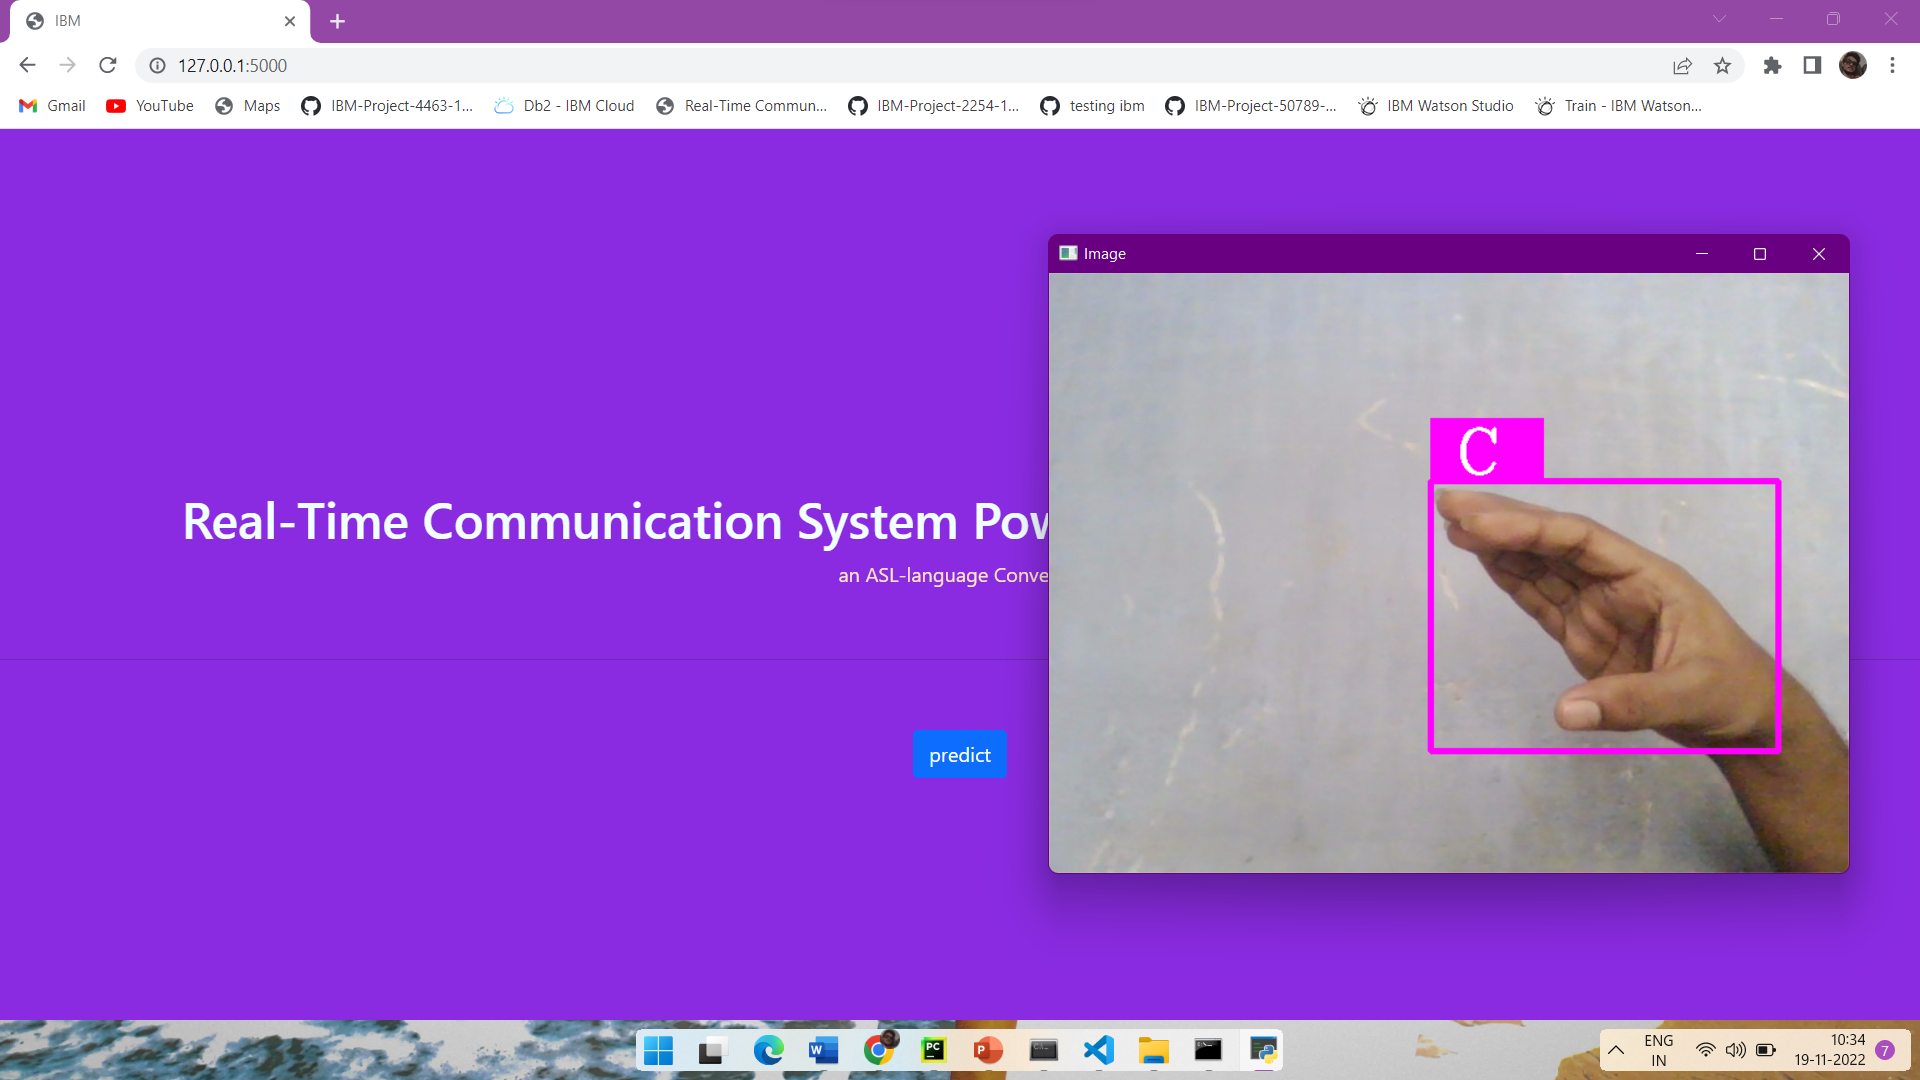 IBM
127.0.0.1:5000
Gmail YouTube Maps IBM-Project-4463-1... Db2 - IBM Cloud Real-Time Commun... IBM-Project-2254-1... testing ibm IBM-Project-50789-... IBM Watson Studio Train - IBM Watson...
Image
C
Real-Time Communication System Pow
an ASL-language Conve
predict
ENG
IN
10:34
19-11-2022
7